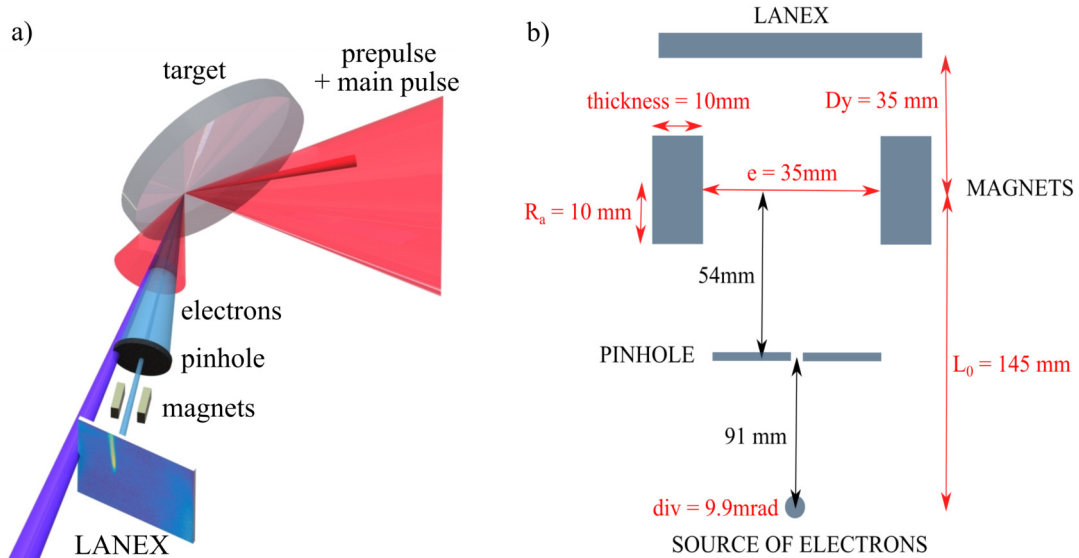 a)
prepulse
+ main pulse
target
electrons
pinhole
magnets
LANEX
b)
LANEX
thickness = 10mm
Dy = 35 mm
e = 35mm
MAGNETS
Rₐ = 10 mm
54mm
PINHOLE
L₀ = 145 mm
91 mm
div = 9.9mrad
SOURCE OF ELECTRONS